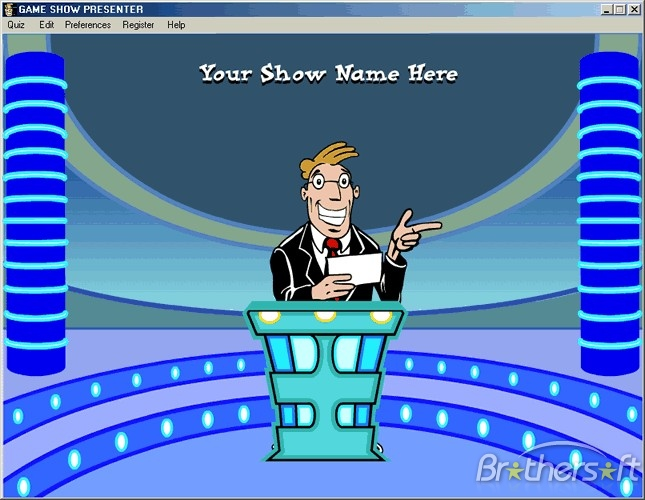 GAME SHOW PRESENTER
Quiz Edit Preferences Register Help
Your Show Name Here
Brothersoft